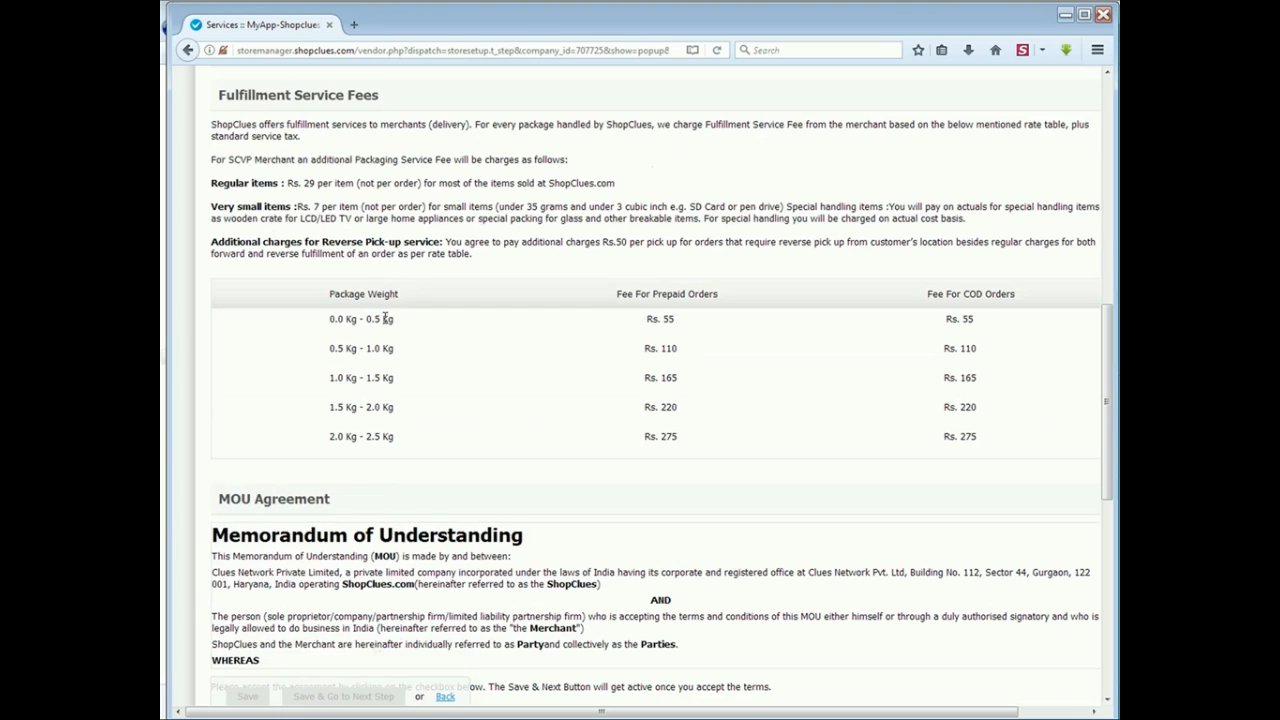 Services :: MyApp-Shopclues
storemanager.shopclues.com/vendor.php?dispatch=storesetup.t_step&company_id=707725&show=popup8
Search
Fulfillment Service Fees
ShopClues offers fulfillment services to merchants (delivery). For every package handled by ShopClues, we charge Fulfillment Service Fee from the merchant based on the below mentioned rate table, plus
standard service tax.
For SCVP Merchant an additional Packaging Service Fee will be charges as follows:
Regular items : Rs. 29 per item (not per order) for most of the items sold at ShopClues.com
Very small items :Rs. 7 per item (not per order) for small items (under 35 grams and under 3 cubic inch e.g. SD Card or pen drive) Special handling items :You will pay on actuals for special handling items
as wooden crate for LCD/LED TV or large home appliances or special packing for glass and other breakable items. For special handling you will be charged on actual cost basis.
Additional charges for Reverse Pick-up service: You agree to pay additional charges Rs.50 per pick up for orders that require reverse pick up from customer's location besides regular charges for both
forward and reverse fulfillment of an order as per rate table.
Package Weight Fee For Prepaid Orders Fee For COD Orders
0.0 Kg - 0.5 Kg Rs. 55 Rs. 55
0.5 Kg - 1.0 Kg Rs. 110 Rs. 110
1.0 Kg - 1.5 Kg Rs. 165 Rs. 165
1.5 Kg - 2.0 Kg Rs. 220 Rs. 220
2.0 Kg - 2.5 Kg Rs. 275 Rs. 275
MOU Agreement
Memorandum of Understanding
This Memorandum of Understanding (MOU) is made by and between:
Clues Network Private Limited, a private limited company incorporated under the laws of India having its corporate and registered office at Clues Network Pvt. Ltd, Building No. 112, Sector 44, Gurgaon, 122
001, Haryana, India operating ShopClues.com(hereinafter referred to as the ShopClues)
AND
The person (sole proprietor/company/partnership firm/limited liability partnership firm) who is accepting the terms and conditions of this MOU either himself or through a duly authorised signatory and who is
legally allowed to do business in India (hereinafter referred to as the "the Merchant")
ShopClues and the Merchant are hereinafter individually referred to as Partyand collectively as the Parties.
WHEREAS
Please accept the agreement by clicking on the checkbox below. The Save & Next Button will get active once you accept the terms.
Save Save & Go to Next Step or Back